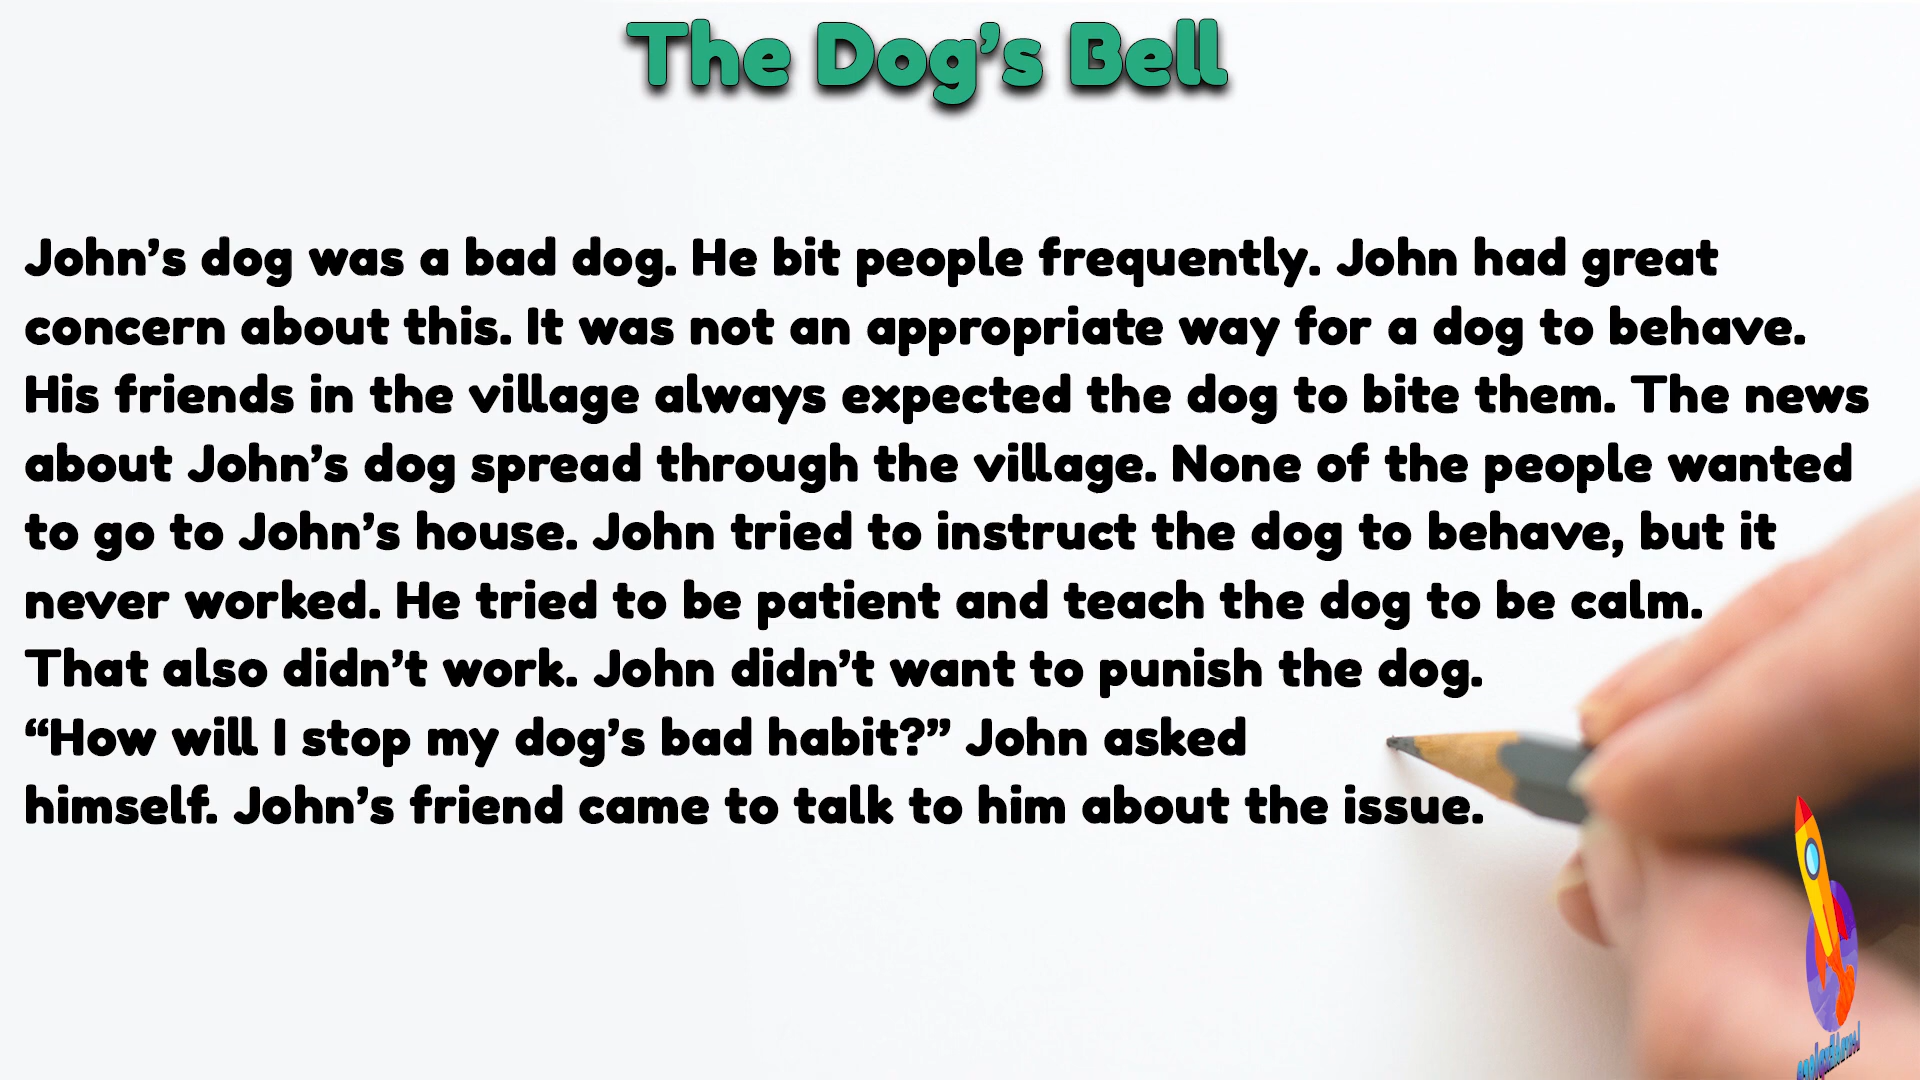 The Dog’s Bell
John’s dog was a bad dog. He bit people frequently. John had great
concern about this. It was not an appropriate way for a dog to behave.
His friends in the village always expected the dog to bite them. The news
about John’s dog spread through the village. None of the people wanted
to go to John’s house. John tried to instruct the dog to behave, but it
never worked. He tried to be patient and teach the dog to be calm.
That also didn’t work. John didn’t want to punish the dog.
“How will I stop my dog’s bad habit?” John asked
himself. John’s friend came to talk to him about the issue.